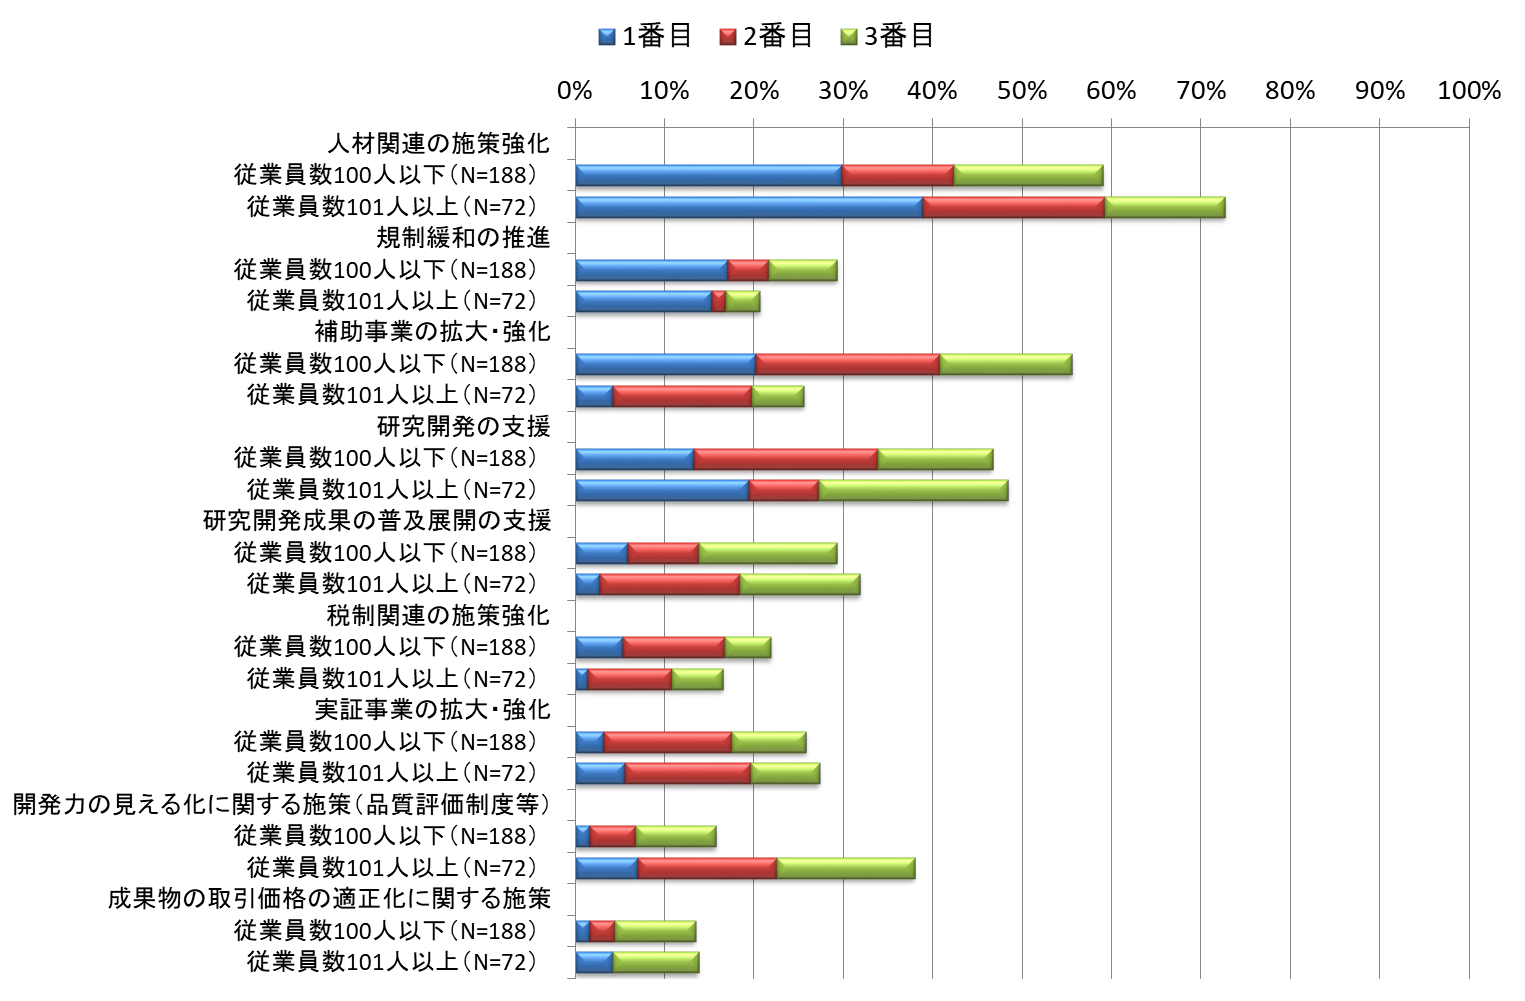 1番目 2番目 3番目
0% 10% 20% 30% 40% 50% 60% 70% 80% 90% 100%
人材関連の施策強化
従業員数100人以下（N=188）
従業員数101人以上（N=72）
規制緩和の推進
従業員数100人以下（N=188）
従業員数101人以上（N=72）
補助事業の拡大・強化
従業員数100人以下（N=188）
従業員数101人以上（N=72）
研究開発の支援
従業員数100人以下（N=188）
従業員数101人以上（N=72）
研究開発成果の普及展開の支援
従業員数100人以下（N=188）
従業員数101人以上（N=72）
税制関連の施策強化
従業員数100人以下（N=188）
従業員数101人以上（N=72）
実証事業の拡大・強化
従業員数100人以下（N=188）
従業員数101人以上（N=72）
開発力の見える化に関する施策（品質評価制度等）
従業員数100人以下（N=188）
従業員数101人以上（N=72）
成果物の取引価格の適正化に関する施策
従業員数100人以下（N=188）
従業員数101人以上（N=72）